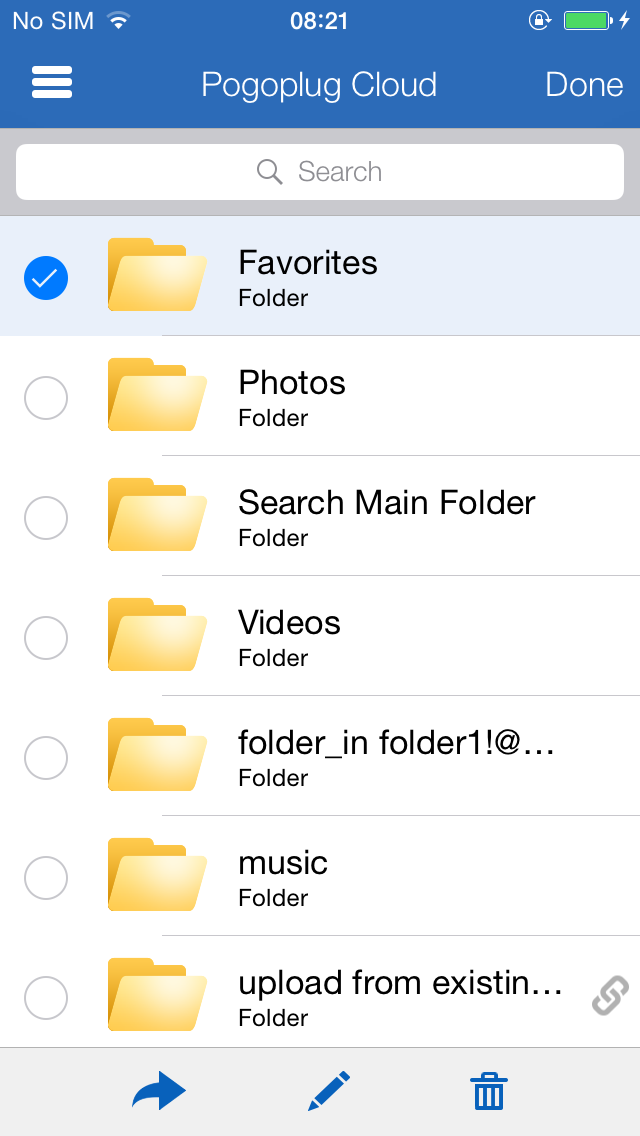 No SIM 08:21
Pogoplug Cloud Done
Search
Favorites
Folder
Photos
Folder
Search Main Folder
Folder
Videos
Folder
folder_in folder1!@...
Folder
music
Folder
upload from existin...
Folder